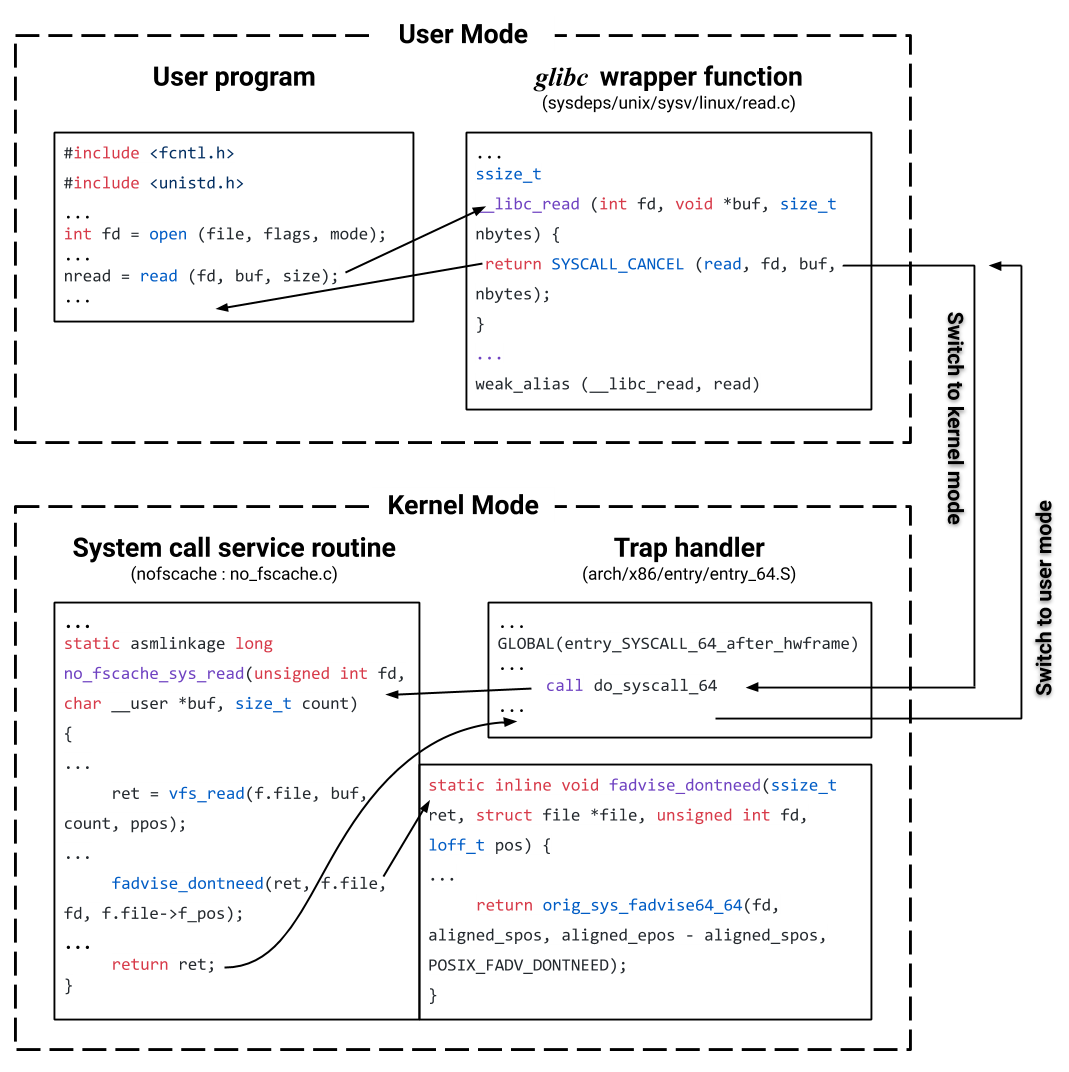 User Mode
User program
#include <fcntl.h>
#include <unistd.h>
...
int fd = open (file, flags, mode);
...
nread = read (fd, buf, size);
...
glibc wrapper function
(sysdeps/unix/sysv/linux/read.c)
...
ssize_t
__libc_read (int fd, void *buf, size_t
nbytes) {
return SYSCALL_CANCEL (read, fd, buf,
nbytes);
}
...
weak_alias (__libc_read, read)
Switch to kernel mode
Switch to user mode
Kernel Mode
System call service routine
(nofscache : no_fscache.c)
...
static asmlinkage long
no_fscache_sys_read(unsigned int fd,
char __user *buf, size_t count)
{
...
ret = vfs_read(f.file, buf,
count, ppos);
...
fadvise_dontneed(ret, f.file,
fd, f.file->f_pos);
...
return ret;
}
Trap handler
(arch/x86/entry/entry_64.S)
...
GLOBAL(entry_SYSCALL_64_after_hwframe)
...
call do_syscall_64
...
static inline void fadvise_dontneed(ssize_t
ret, struct file *file, unsigned int fd,
loff_t pos) {
...
return orig_sys_fadvise64_64(fd,
aligned_spos, aligned_epos - aligned_spos,
POSIX_FADV_DONTNEED);
}